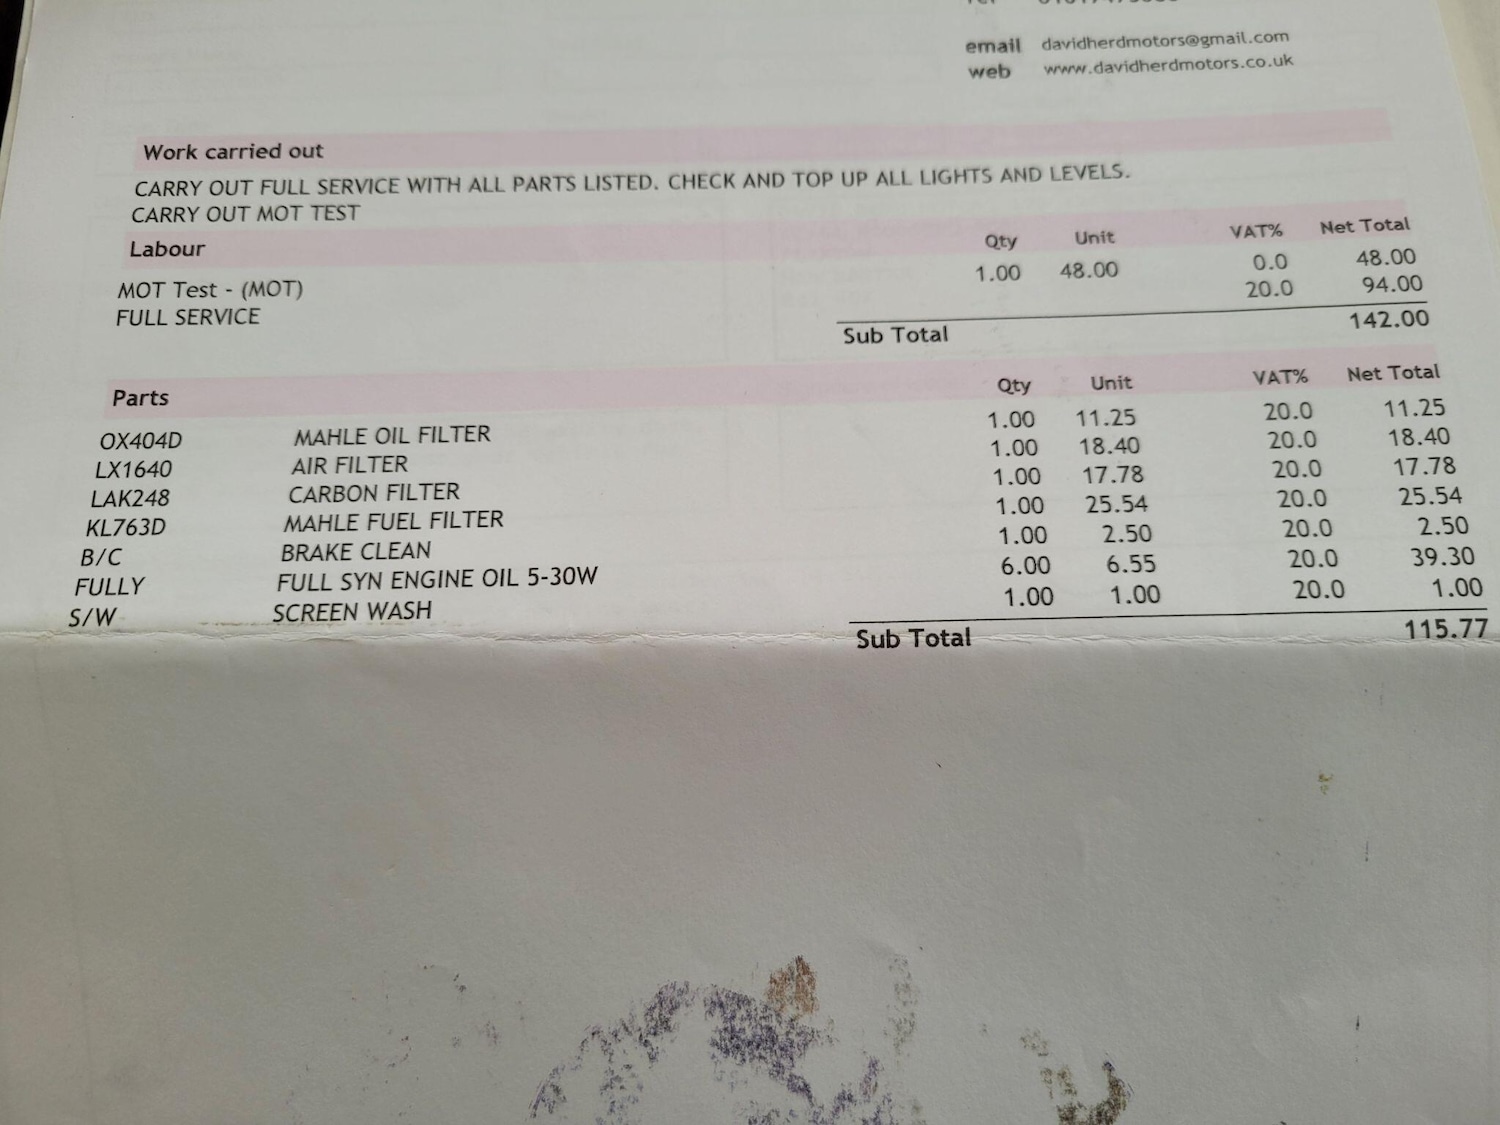 email davidherdmotors@gmail.com
web www.davidherdmotors.co.uk
Work carried out
CARRY OUT FULL SERVICE WITH ALL PARTS LISTED. CHECK AND TOP UP ALL LIGHTS AND LEVELS.
CARRY OUT MOT TEST
Labour Qty Unit VAT% Net Total
MOT Test - (MOT) 1.00 48.00 0.0 48.00
FULL SERVICE 20.0 94.00
Sub Total 142.00
Parts Qty Unit VAT% Net Total
OX404D MAHLE OIL FILTER 1.00 11.25 20.0 11.25
LX1640 AIR FILTER 1.00 18.40 20.0 18.40
LAK248 CARBON FILTER 1.00 17.78 20.0 17.78
KL763D MAHLE FUEL FILTER 1.00 25.54 20.0 25.54
B/C BRAKE CLEAN 1.00 2.50 20.0 2.50
FULLY FULL SYN ENGINE OIL 5-30W 6.00 6.55 20.0 39.30
S/W SCREEN WASH 1.00 1.00 20.0 1.00
Sub Total 115.77